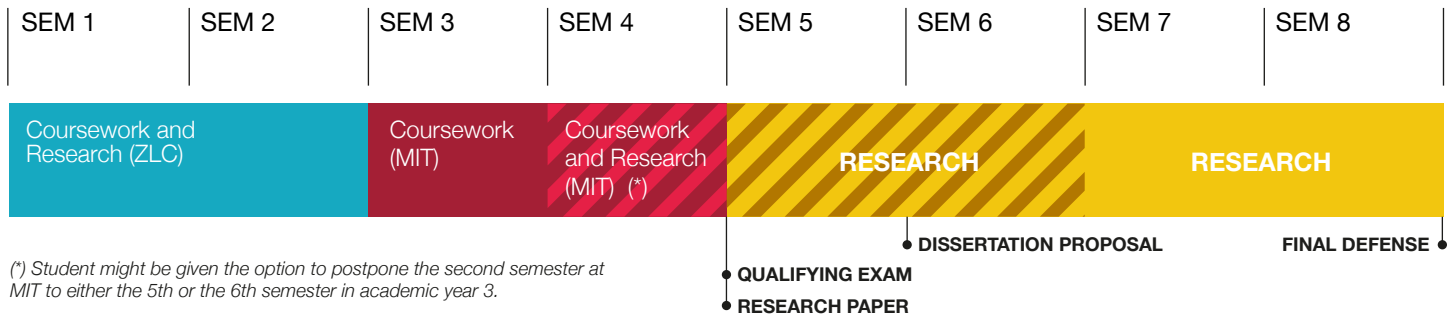 SEM 1
SEM 2
SEM 3
SEM 4
SEM 5
SEM 6
SEM 7
SEM 8
Coursework and
Research (ZLC)
Coursework
(MIT)
Coursework
and Research
(MIT) (*)
RESEARCH
RESEARCH
DISSERTATION PROPOSAL
FINAL DEFENSE
QUALIFYING EXAM
RESEARCH PAPER
(*) Student might be given the option to postpone the second semester at
MIT to either the 5th or the 6th semester in academic year 3.